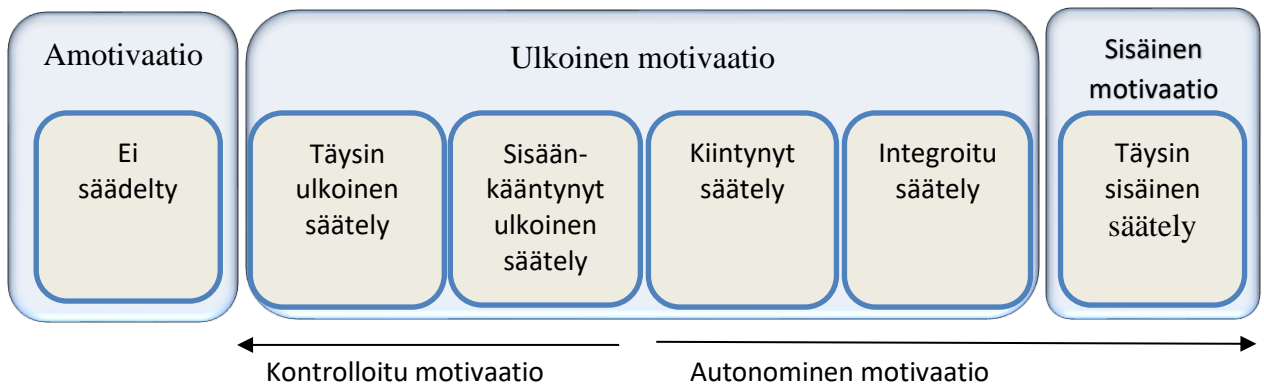 Amotivaatio
Ulkoinen motivaatio
Sisäinen
motivaatio
Ei
säädelty
Täysin
ulkoinen
säätely
Sisään-
kääntynyt
ulkoinen
säätely
Kiintynyt
säätely
Integroitu
säätely
Täysin
sisäinen
säätely
Kontrolloitu motivaatio
Autonominen motivaatio